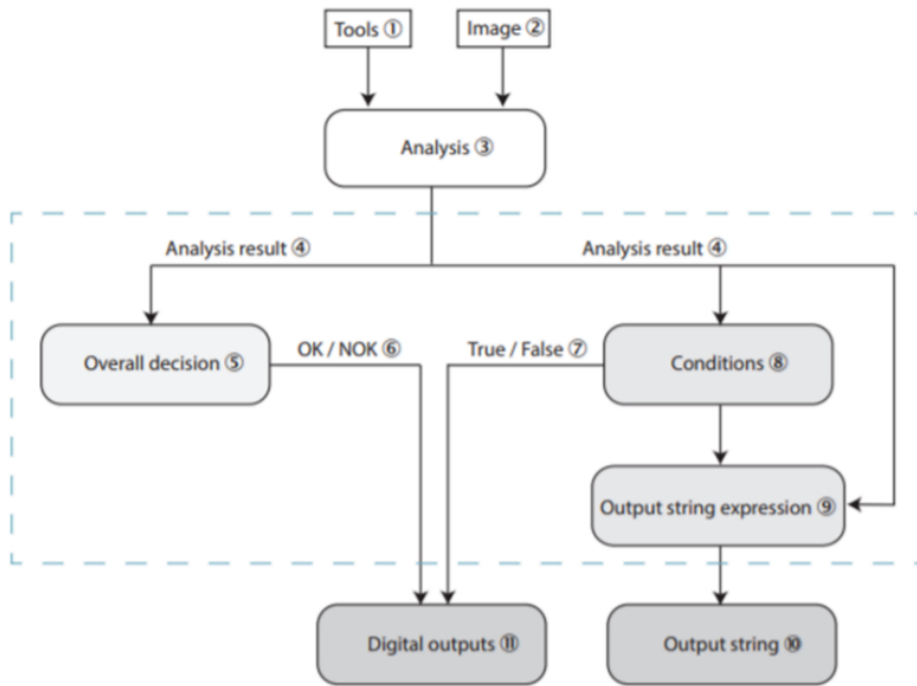 Tools ①
Image ②
Analysis ③
Analysis result ④
Analysis result ④
Overall decision ⑤
OK / NOK ⑥
True / False ⑦
Conditions ⑧
Output string expression ⑨
Digital outputs ⑪
Output string ⑩